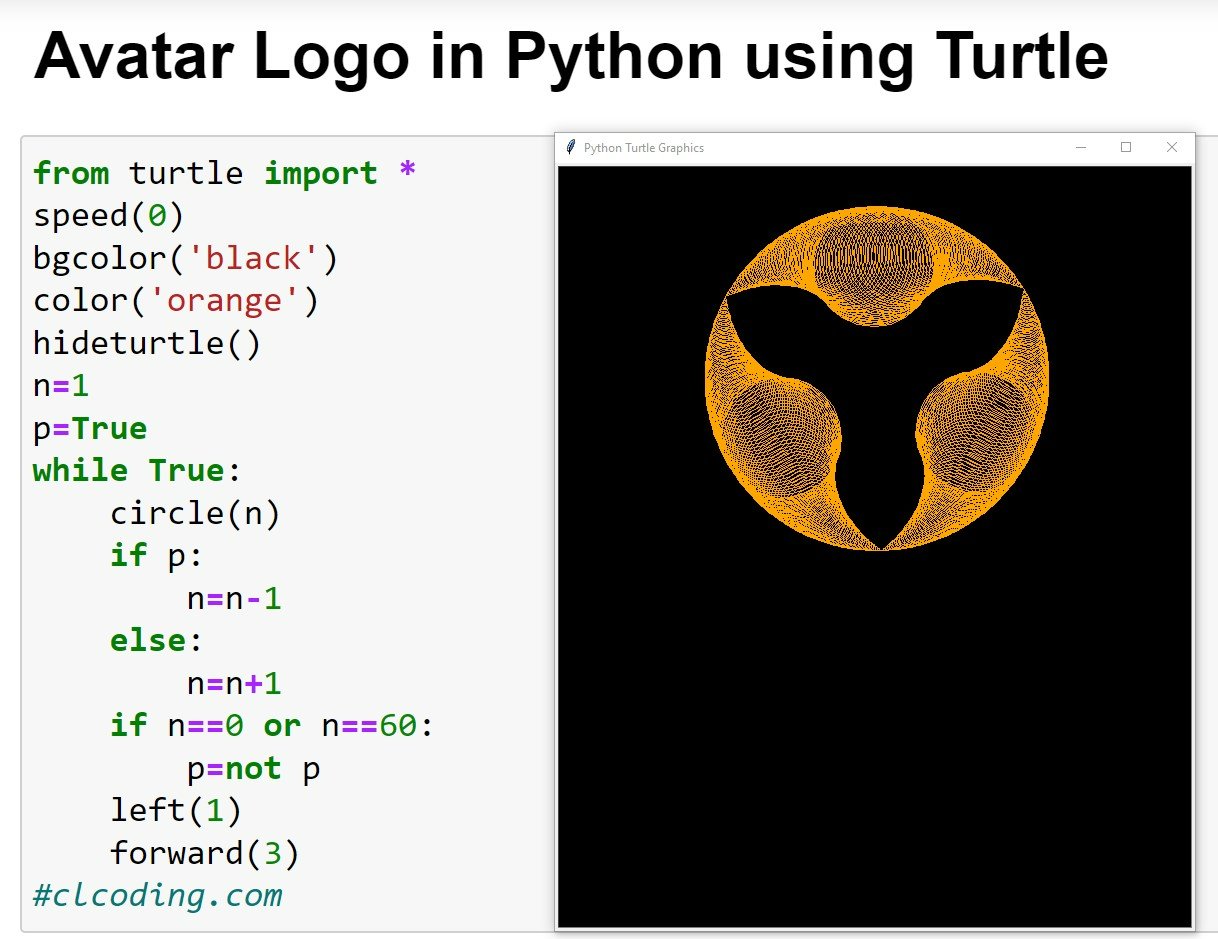 Avatar Logo in Python using Turtle
Python Turtle Graphics
from turtle import *
speed(0)
bgcolor('black')
color('orange')
hideturtle()
n=1
p=True
while True:
    circle(n)
    if p:
        n=n-1
    else:
        n=n+1
    if n==0 or n==60:
        p=not p
    left(1)
    forward(3)
#clcoding.com